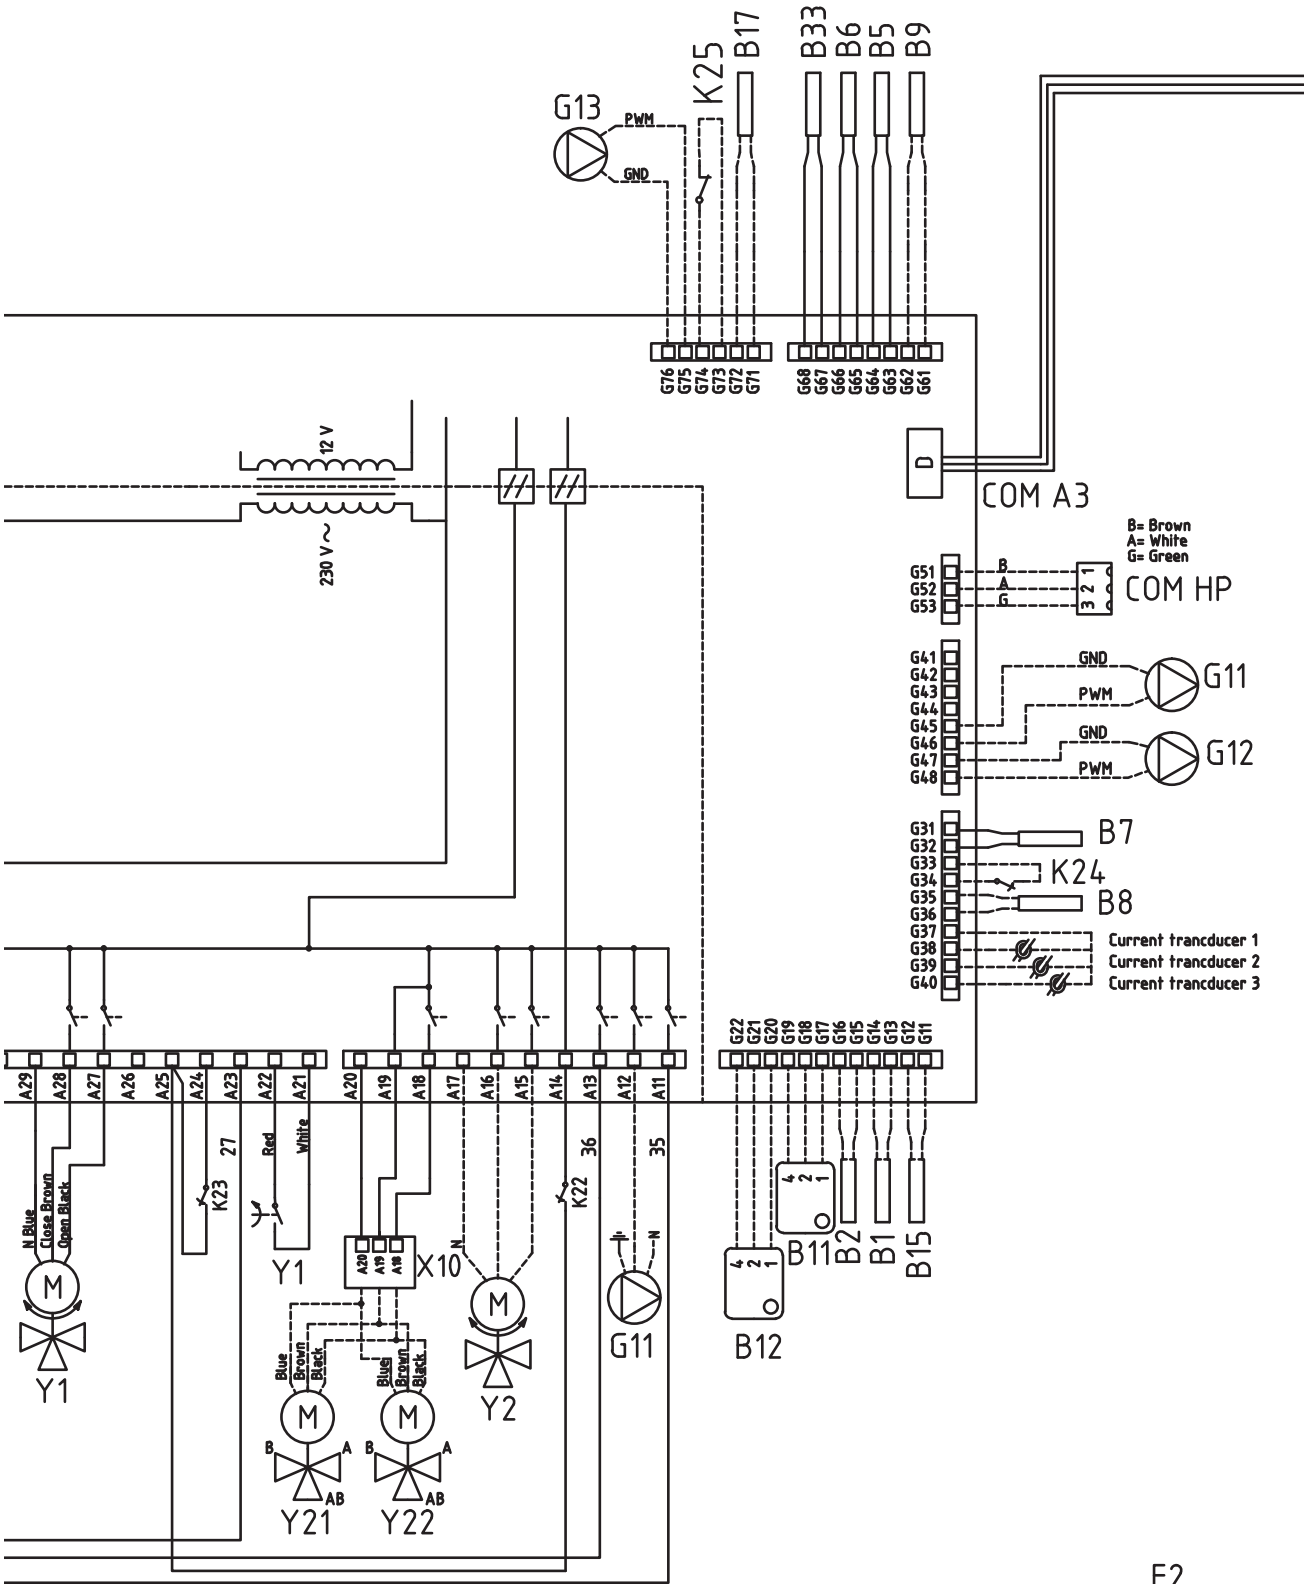 B17
B33
B6
B5
B9
K25
G13
PWM
GND
G76
G75
G74
G73
G72
G71
G68
G67
G66
G65
G64
G63
G62
G61
12 V
230 V ~
D
COM A3
B= Brown
A= White
G= Green
G51
G52
G53
B
A
G
1
2
3
COM HP
G41
G42
G43
G44
G45
G46
G47
G48
GND
PWM
G11
GND
PWM
G12
G31
G32
G33
G34
G35
G36
G37
G38
G39
G40
B7
K24
B8
Current trancducer 1
Current trancducer 2
Current trancducer 3
G22
G21
G20
G19
G18
G17
G16
G15
G14
G13
G12
G11
A29
A28
A27
A26
A25
A24
A23
A22
A21
A20
A19
A18
A17
A16
A15
A14
A13
A12
A11
N Blue
Close Brown
Open Black
K23
27
Red
White
Y1
K22
36
35
4
2
1
B11
B2
B1
B15
4
2
1
B12
A20
A19
A18
X10
N
N
M
Y1
M
Y2
G11
Blue
Brown
Black
Blue
Brown
Black
M
M
B
A
AB
B
A
AB
Y21
Y22